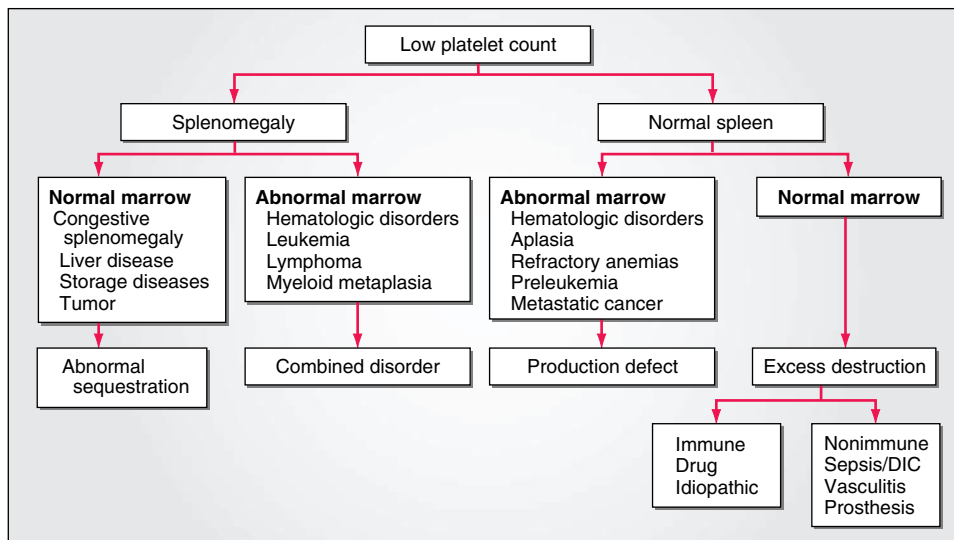 Low platelet count
Splenomegaly
Normal spleen
Normal marrow
Congestive
splenomegaly
Liver disease
Storage diseases
Tumor
Abnormal marrow
Hematologic disorders
Leukemia
Lymphoma
Myeloid metaplasia
Abnormal marrow
Hematologic disorders
Aplasia
Refractory anemias
Preleukemia
Metastatic cancer
Normal marrow
Abnormal
sequestration
Combined disorder
Production defect
Excess destruction
Immune
Drug
Idiopathic
Nonimmune
Sepsis/DIC
Vasculitis
Prosthesis